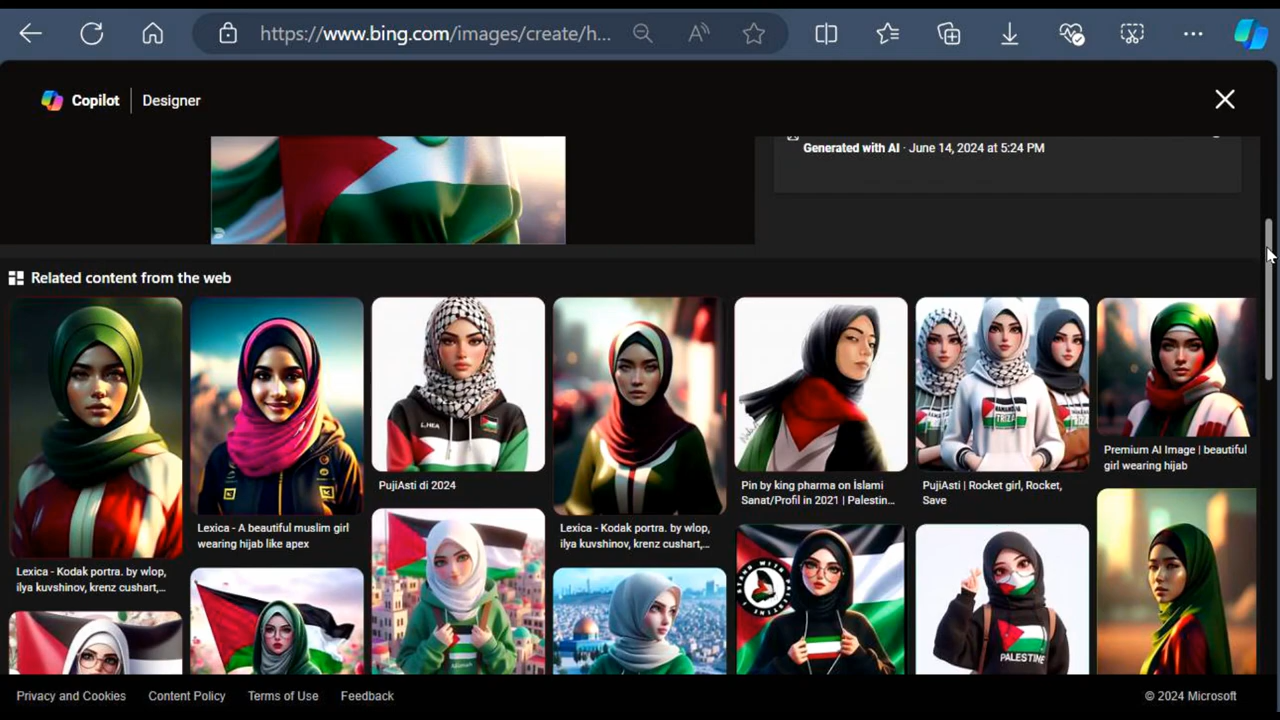 https://www.bing.com/images/create/h...
Copilot
Designer
Generated with AI · June 14, 2024 at 5:24 PM
Related content from the web
Lexica - Kodak portra. by wlop,
ilya kuvshinov, krenz cushart,...
Lexica - A beautiful muslim girl
wearing hijab like apex
L.HEA
PujiAsti di 2024
Lexica - Kodak portra. by wlop,
ilya kuvshinov, krenz cushart,...
Pin by king pharma on İslami
Sanat/Profil in 2021 | Palestin...
PujiAsti | Rocket girl, Rocket,
Save
Premium AI Image | beautiful
girl wearing hijab
PALESTINE
Privacy and Cookies
Content Policy
Terms of Use
Feedback
© 2024 Microsoft